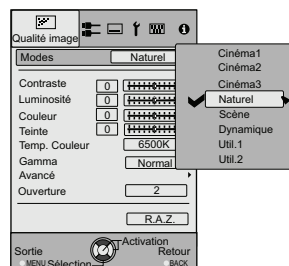 Qualité image
Modes
Naturel
Contraste
0
Luminosité
0
Couleur
0
Teinte
0
Temp. Couleur
6500K
Gamma
Normal
Avancé
Ouverture
2
R.A.Z.
Sortie
Activation
Retour
MENU Sélection
BACK
Cinéma1
Cinéma2
Cinéma3
Naturel
Scène
Dynamique
Util.1
Util.2